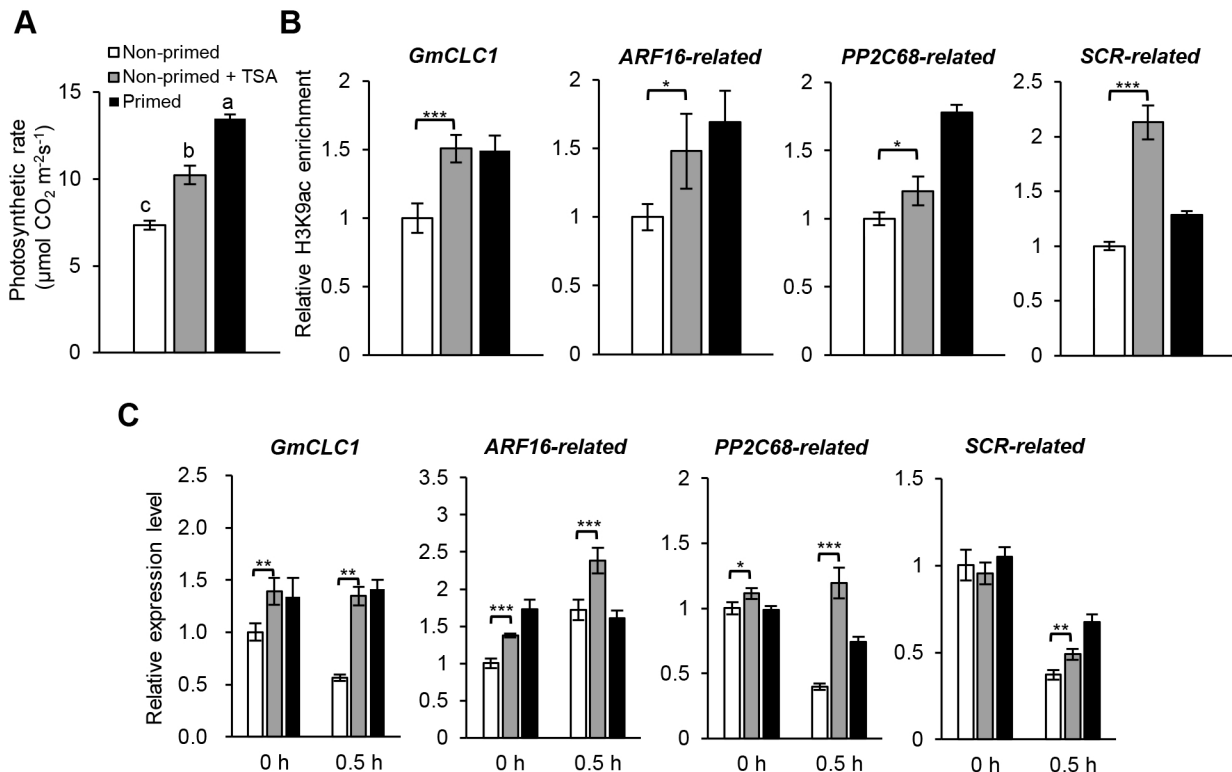 A
Non-primed
Non-primed + TSA
Primed
Photosynthetic rate
(µmol CO₂ m⁻²s⁻¹)
15
10
5
0
c
b
a
B
Relative H3K9ac enrichment
GmCLC1
2
1.5
1
0.5
0
***
ARF16-related
2
1.5
1
0.5
0
*
PP2C68-related
2
1.5
1
0.5
0
*
SCR-related
2.5
2
1.5
1
0.5
0
***
C
Relative expression level
GmCLC1
2.5
2.0
1.5
1.0
0.5
0.0
**
**
0 h 0.5 h
ARF16-related
3.5
3
2.5
2
1.5
1
0.5
0
***
***
0 h 0.5 h
PP2C68-related
2
1.5
1
0.5
0
*
***
0 h 0.5 h
SCR-related
1.5
1
0.5
0
**
0 h 0.5 h